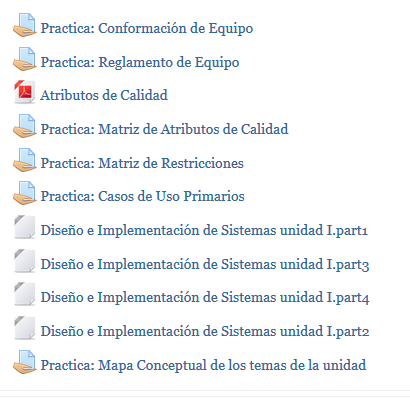 Practica: Conformación de Equipo
Practica: Reglamento de Equipo
Atributos de Calidad
Practica: Matriz de Atributos de Calidad
Practica: Matriz de Restricciones
Practica: Casos de Uso Primarios
Diseño e Implementación de Sistemas unidad I.part1
Diseño e Implementación de Sistemas unidad I.part3
Diseño e Implementación de Sistemas unidad I.part4
Diseño e Implementación de Sistemas unidad I.part2
Practica: Mapa Conceptual de los temas de la unidad